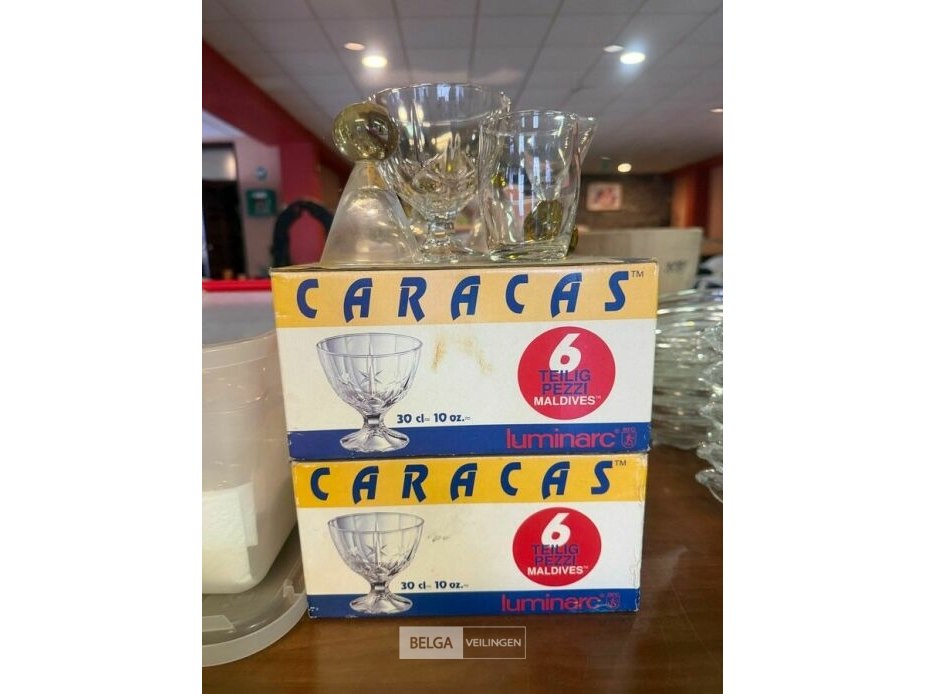 CARACAS™
6
TEILIG
PEZZI
MALDIVES™
30 cl 10 oz.
luminarc®
CARACAS™
6
TEILIG
PEZZI
MALDIVES™
30 cl 10 oz.
luminarc®
BELGA VEILINGEN